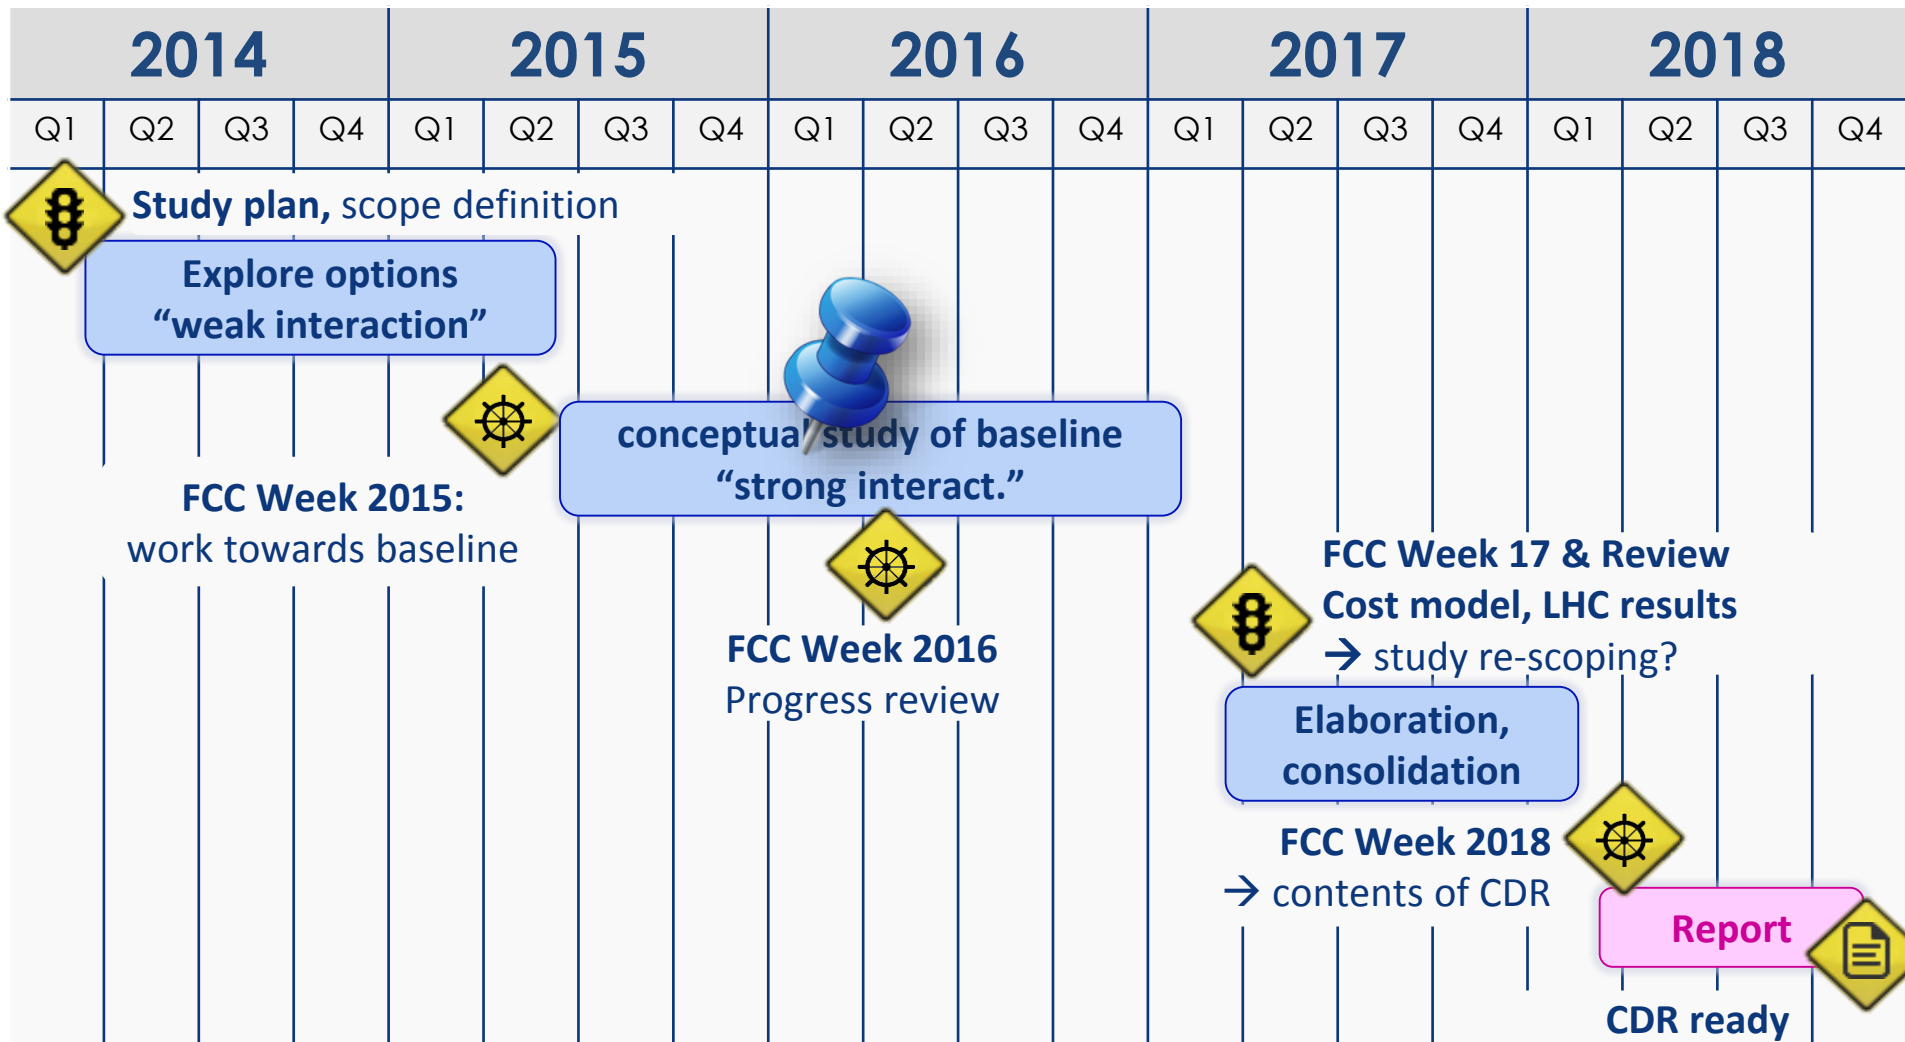 2014 2015 2016 2017 2018
Q1 Q2 Q3 Q4 Q1 Q2 Q3 Q4 Q1 Q2 Q3 Q4 Q1 Q2 Q3 Q4 Q1 Q2 Q3 Q4
Study plan, scope definition
Explore options
“weak interaction”
conceptual study of baseline
“strong interact.”
FCC Week 2015:
work towards baseline
FCC Week 2016
Progress review
FCC Week 17 & Review
Cost model, LHC results
→ study re-scoping?
Elaboration,
consolidation
FCC Week 2018
→ contents of CDR
Report
CDR ready